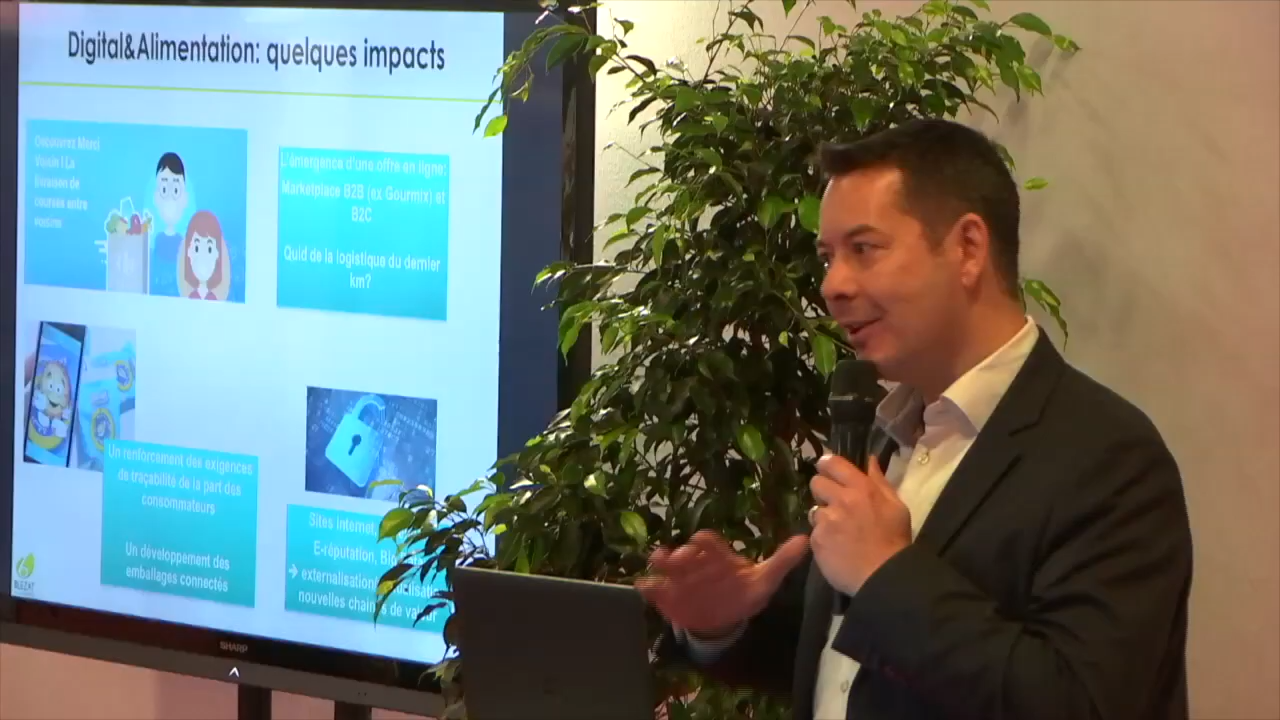 Digital&Alimentation: quelques impacts
Découvrez Merci
Voisin ! La
livraison de
courses entre
voisins
L'émergence d'une offre en ligne:
Marketplace B2B (ex Gourmix) et
B2C
Quid de la logistique du dernier
km?
Un renforcement des exigences
de traçabilité de la part des
consommateurs
Un développement des
emballages connectés
Sites internet,
E-réputation,
externalisation
nouvelles de valeur
SHARP